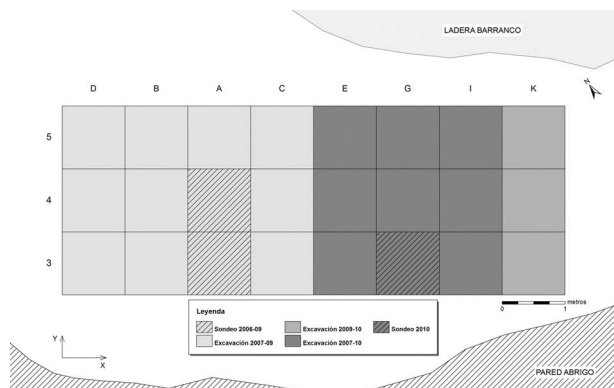 LADERA BARRANCO
N
D B A C E G I K
5
4
3
Leyenda
Sondeo 2006-09 Excavación 2009-10 Sondeo 2010
Excavación 2007-09 Excavación 2007-10
metros
0 1
Y
X
PARED ABRIGO